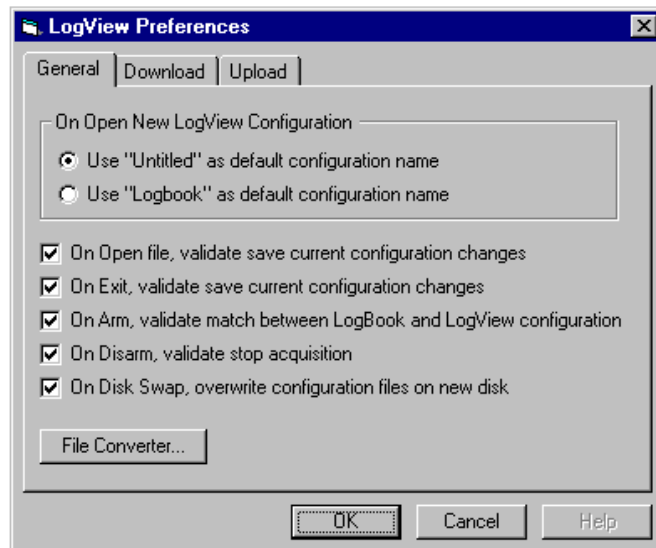 LogView Preferences
General Download Upload
On Open New LogView Configuration
Use "Untitled" as default configuration name
Use "Logbook" as default configuration name
On Open file, validate save current configuration changes
On Exit, validate save current configuration changes
On Arm, validate match between LogBook and LogView configuration
On Disarm, validate stop acquisition
On Disk Swap, overwrite configuration files on new disk
File Converter...
OK Cancel Help